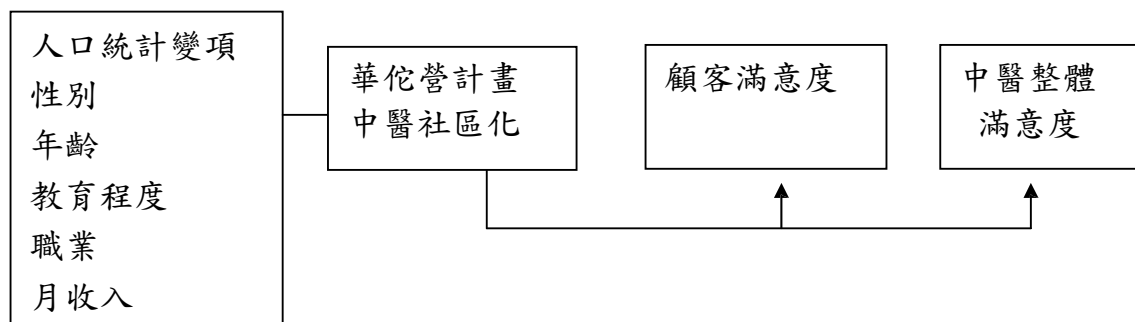 人口統計變項
性別
年齡
教育程度
職業
月收入
華佗營計畫
中醫社區化
顧客滿意度
中醫整體
滿意度